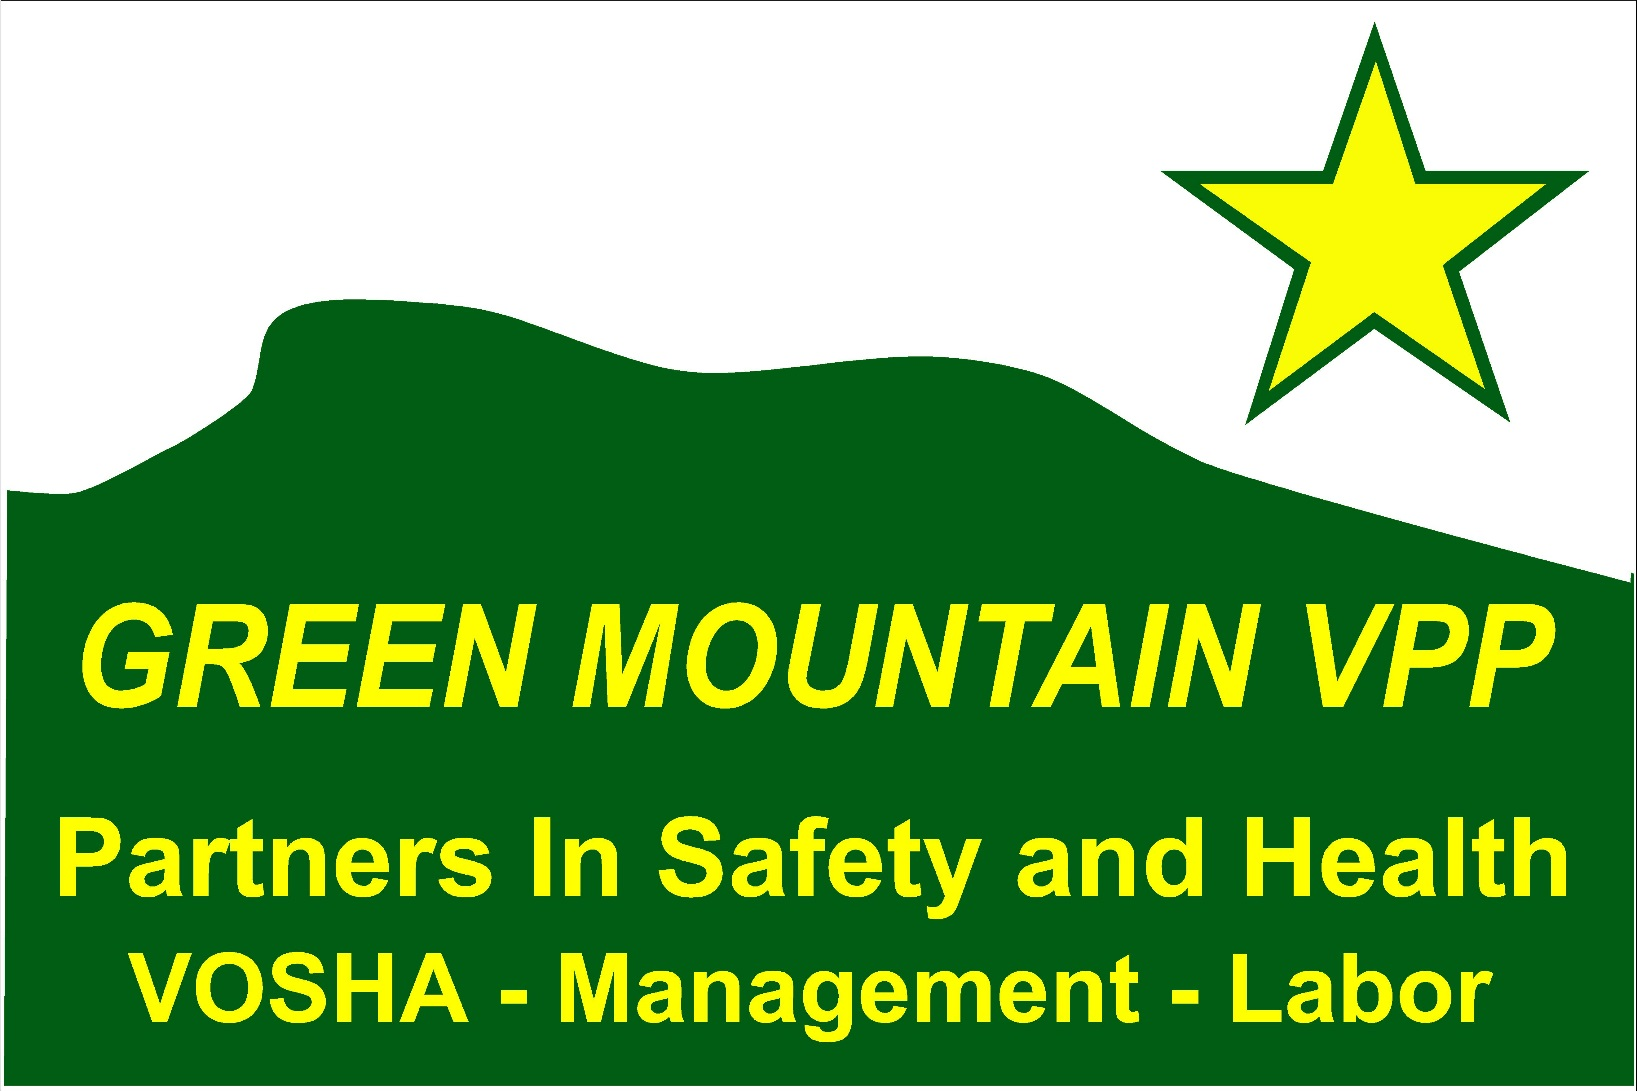 GREEN MOUNTAIN VPP
Partners In Safety and Health
VOSHA - Management - Labor